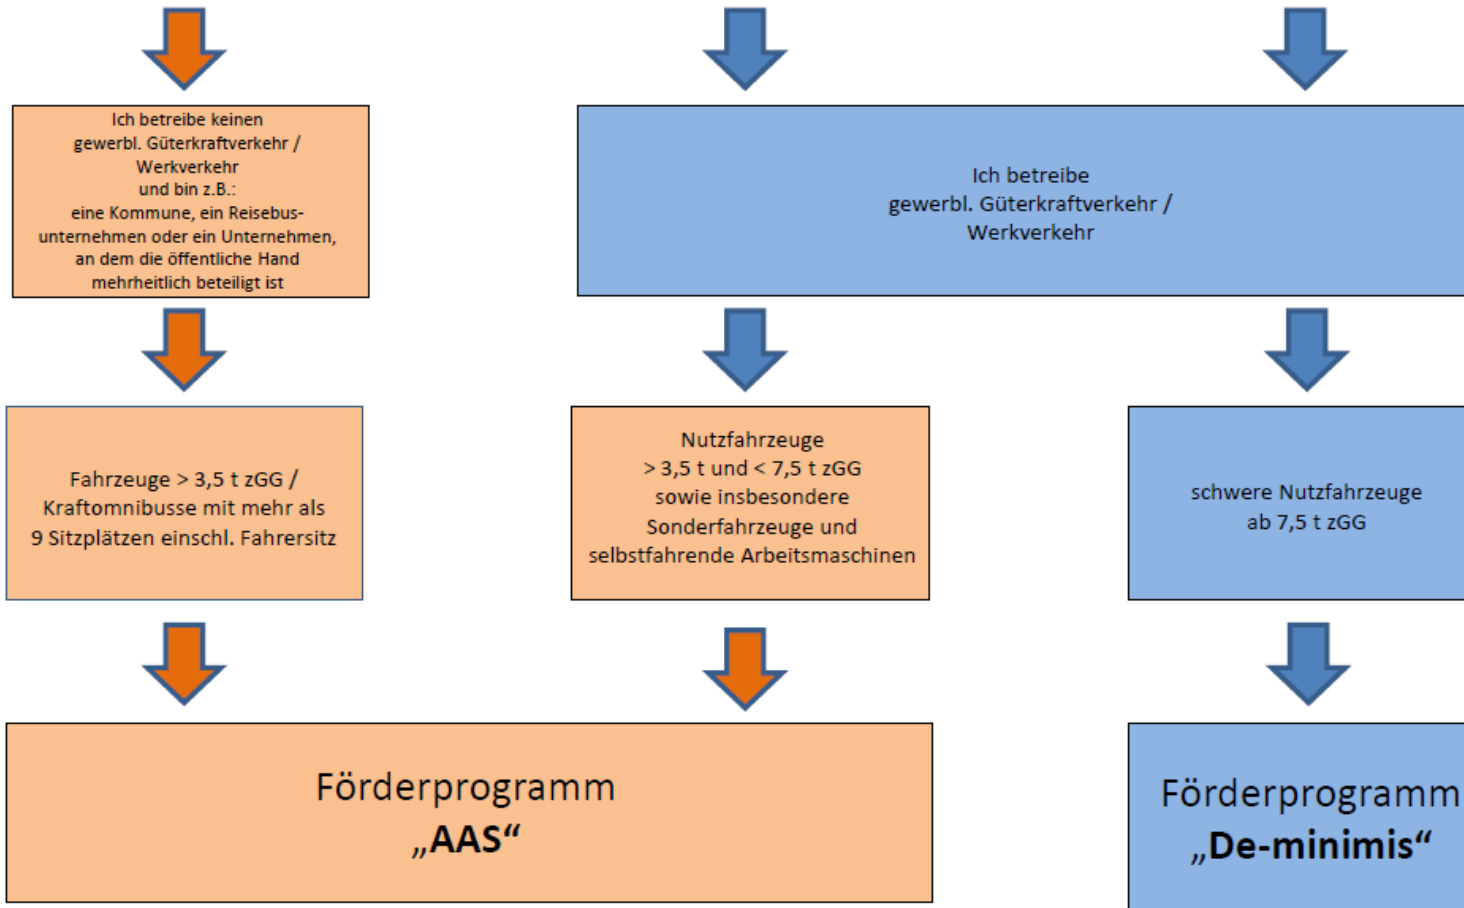 Ich betreibe keinen
gewerbl. Güterkraftverkehr /
Werkverkehr
und bin z.B.:
eine Kommune, ein Reisebus-
unternehmen oder ein Unternehmen,
an dem die öffentliche Hand
mehrheitlich beteiligt ist
Ich betreibe
gewerbl. Güterkraftverkehr /
Werkverkehr
Fahrzeuge > 3,5 t zGG /
Kraftomnibusse mit mehr als
9 Sitzplätzen einschl. Fahrersitz
Nutzfahrzeuge
> 3,5 t und < 7,5 t zGG
sowie insbesondere
Sonderfahrzeuge und
selbstfahrende Arbeitsmaschinen
schwere Nutzfahrzeuge
ab 7,5 t zGG
Förderprogramm
„AAS“
Förderprogramm
„De-minimis“